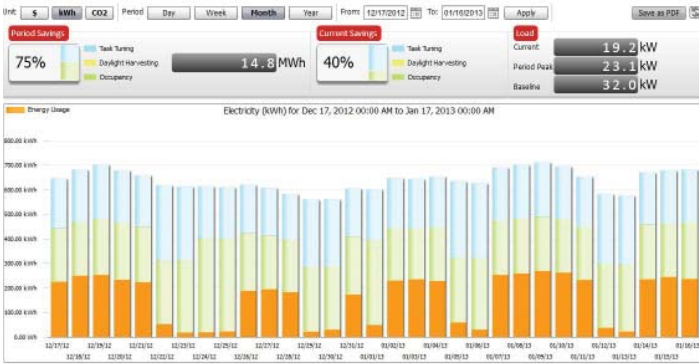 Unit $ kWh CO2 Period Day Week Month Year From: 12/17/2012 To: 01/16/2013 Apply Save as PDF
Period Savings
75%
Task Tuning
Daylight Harvesting
Occupancy
14.8 MWh
Current Savings
40%
Task Tuning
Daylight Harvesting
Occupancy
Load
Current 19.2 kW
Period Peak 23.1 kW
Baseline 32.0 kW
Energy Usage
Electricity (kWh) for Dec 17, 2012 00:00 AM to Jan 17, 2013 00:00 AM
800.00 kWh
700.00 kWh
600.00 kWh
500.00 kWh
400.00 kWh
300.00 kWh
200.00 kWh
100.00 kWh
0.00 kWh
12/17/12 12/19/12 12/21/12 12/23/12 12/25/12 12/27/12 12/29/12 12/31/12 01/02/13 01/04/13 01/06/13 01/08/13 01/10/13 01/12/13 01/14/13 01/16/13
12/18/12 12/20/12 12/22/12 12/24/12 12/26/12 12/28/12 12/30/12 01/01/13 01/03/13 01/05/13 01/07/13 01/09/13 01/11/13 01/13/13 01/15/13